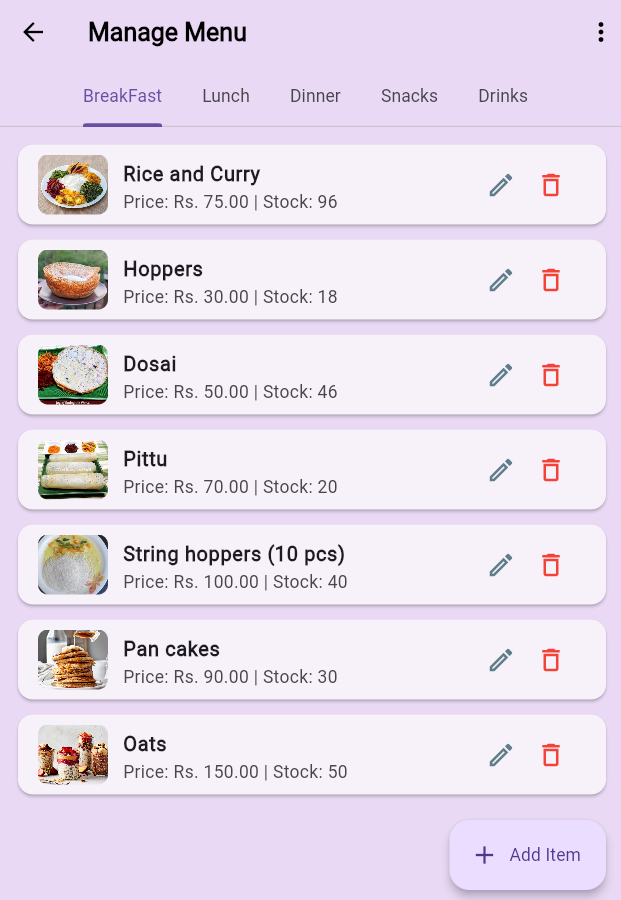 Manage Menu
BreakFast Lunch Dinner Snacks Drinks
Rice and Curry
Price: Rs. 75.00 | Stock: 96
Hoppers
Price: Rs. 30.00 | Stock: 18
Dosai
Price: Rs. 50.00 | Stock: 46
Pittu
Price: Rs. 70.00 | Stock: 20
String hoppers (10 pcs)
Price: Rs. 100.00 | Stock: 40
Pan cakes
Price: Rs. 90.00 | Stock: 30
Oats
Price: Rs. 150.00 | Stock: 50
Add Item